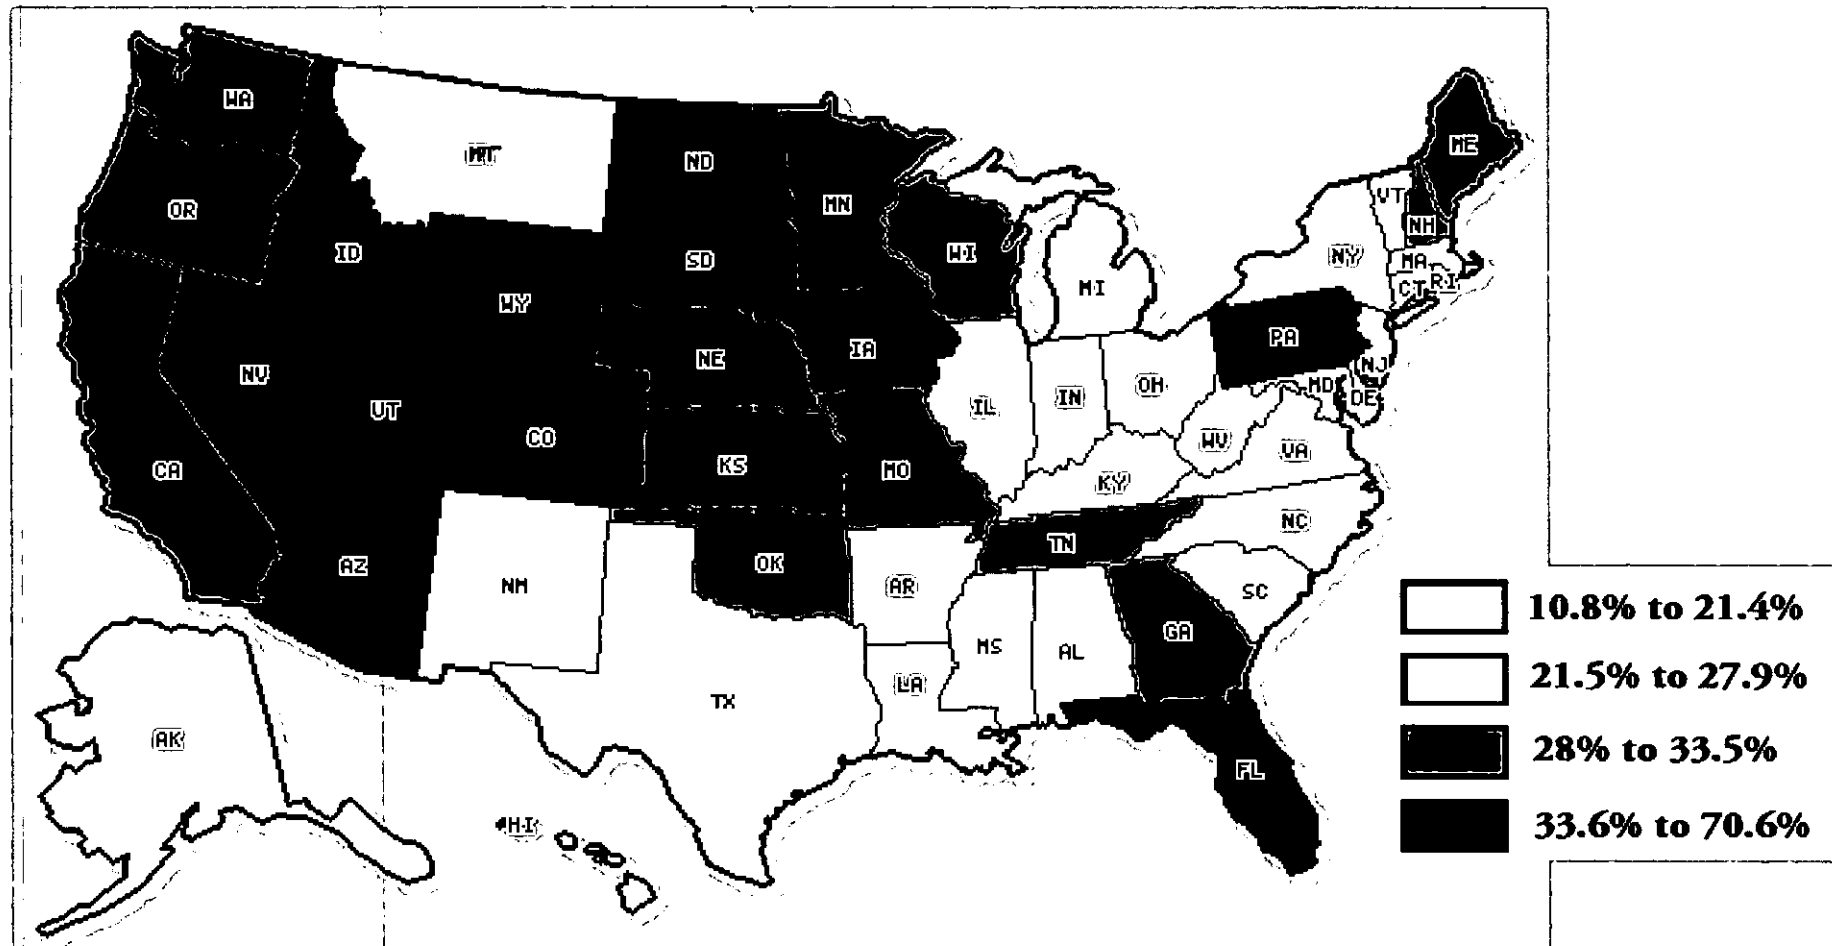 WA
MT
ND
ME
OR
MN
VT
NH
ID
SD
WI
NY
MA
WY
MI
CT
RI
NE
IA
PA
NV
OH
NJ
UT
IL
IN
MD
DE
CO
KS
MO
WV
VA
CA
KY
NC
TN
AZ
OK
NM
AR
SC
10.8% to 21.4%
GA
MS
AL
LA
TX
21.5% to 27.9%
AK
FL
28% to 33.5%
HI
33.6% to 70.6%